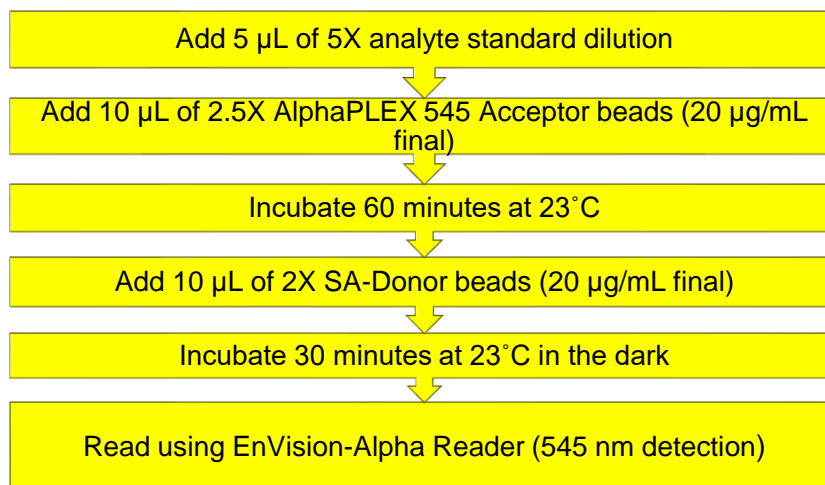 Add 5 µL of 5X analyte standard dilution
Add 10 µL of 2.5X AlphaPLEX 545 Acceptor beads (20 µg/mL
final)
Incubate 60 minutes at 23˚C
Add 10 µL of 2X SA-Donor beads (20 µg/mL final)
Incubate 30 minutes at 23˚C in the dark
Read using EnVision-Alpha Reader (545 nm detection)